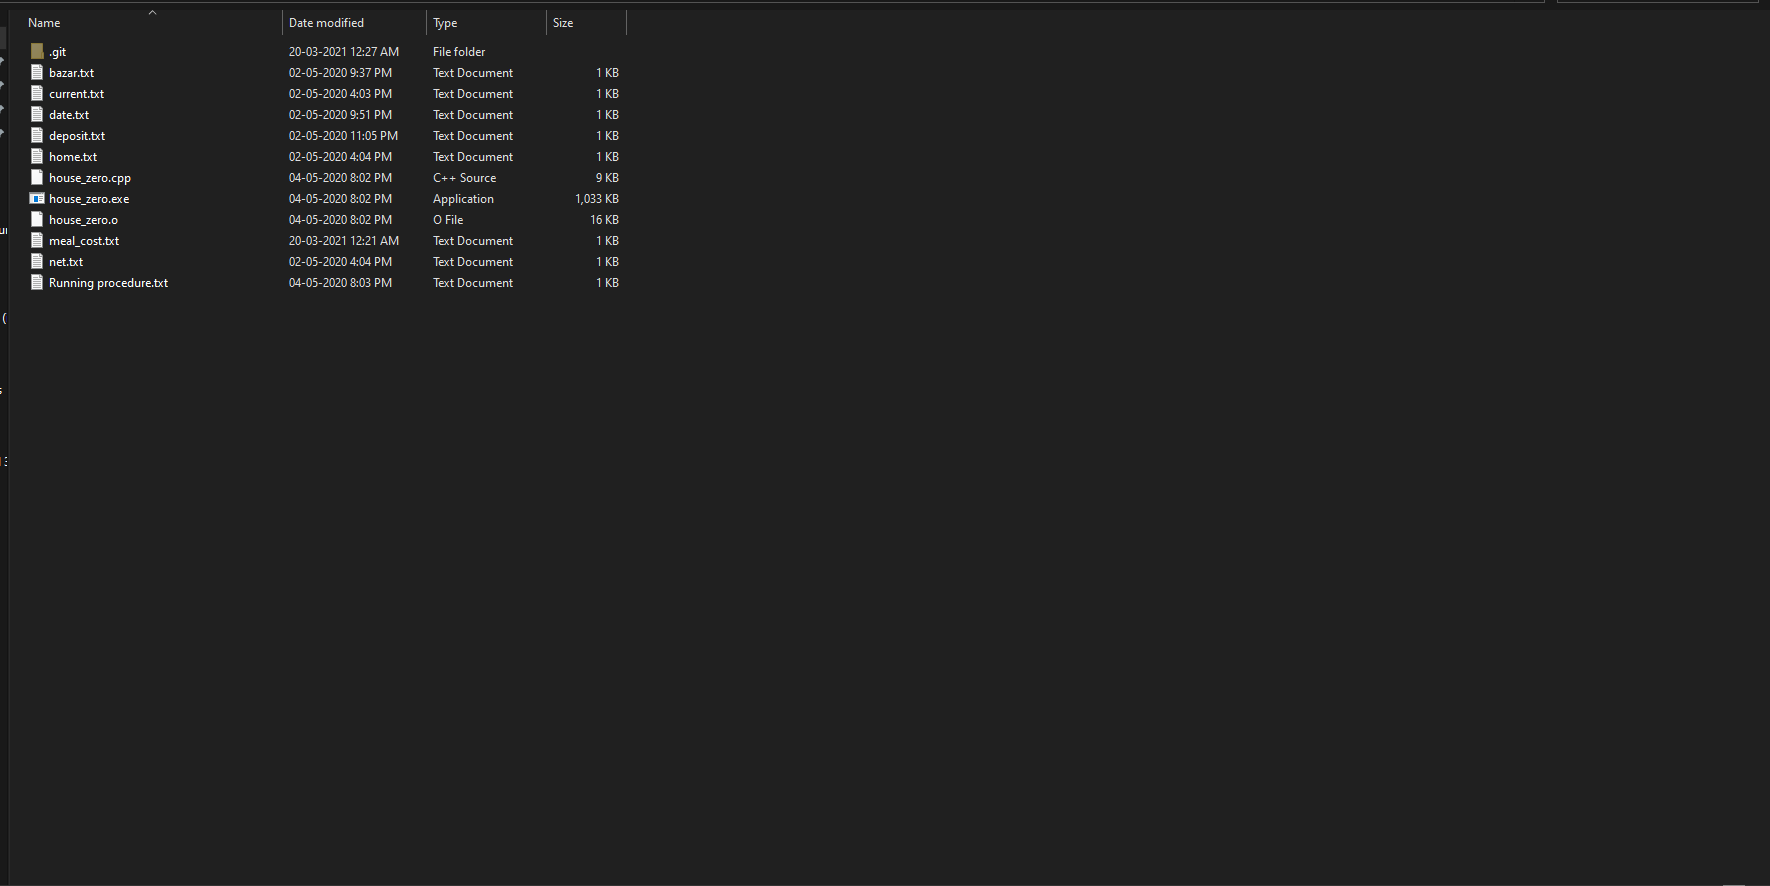 Name Date modified Type Size
.git 20-03-2021 12:27 AM File folder
bazar.txt 02-05-2020 9:37 PM Text Document 1 KB
current.txt 02-05-2020 4:03 PM Text Document 1 KB
date.txt 02-05-2020 9:51 PM Text Document 1 KB
deposit.txt 02-05-2020 11:05 PM Text Document 1 KB
home.txt 02-05-2020 4:04 PM Text Document 1 KB
house_zero.cpp 04-05-2020 8:02 PM C++ Source 9 KB
house_zero.exe 04-05-2020 8:02 PM Application 1,033 KB
house_zero.o 04-05-2020 8:02 PM O File 16 KB
meal_cost.txt 20-03-2021 12:21 AM Text Document 1 KB
net.txt 02-05-2020 4:04 PM Text Document 1 KB
Running procedure.txt 04-05-2020 8:03 PM Text Document 1 KB